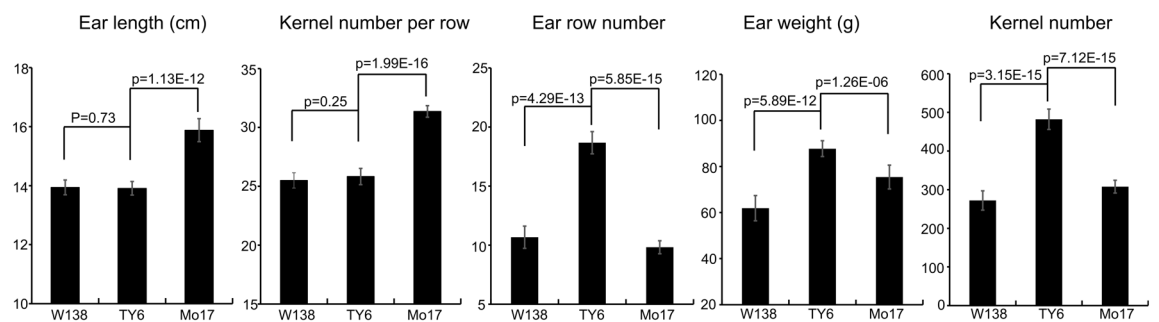 Ear length (cm)
18
16
14
12
10
P=0.73
p=1.13E-12
W138 TY6 Mo17
Kernel number per row
35
31
27
25
25
15
p=0.25
p=1.99E-16
W138 TY6 Mo17
Ear row number
25
20
15
10
5
p=4.29E-13
p=5.85E-15
W138 TY6 Mo17
Ear weight (g)
120
100
80
60
40
20
p=5.89E-12
p=1.26E-06
W138 TY6 Mo17
Kernel number
600
500
400
300
200
100
0
p=3.15E-15
p=7.12E-15
W138 TY6 Mo17